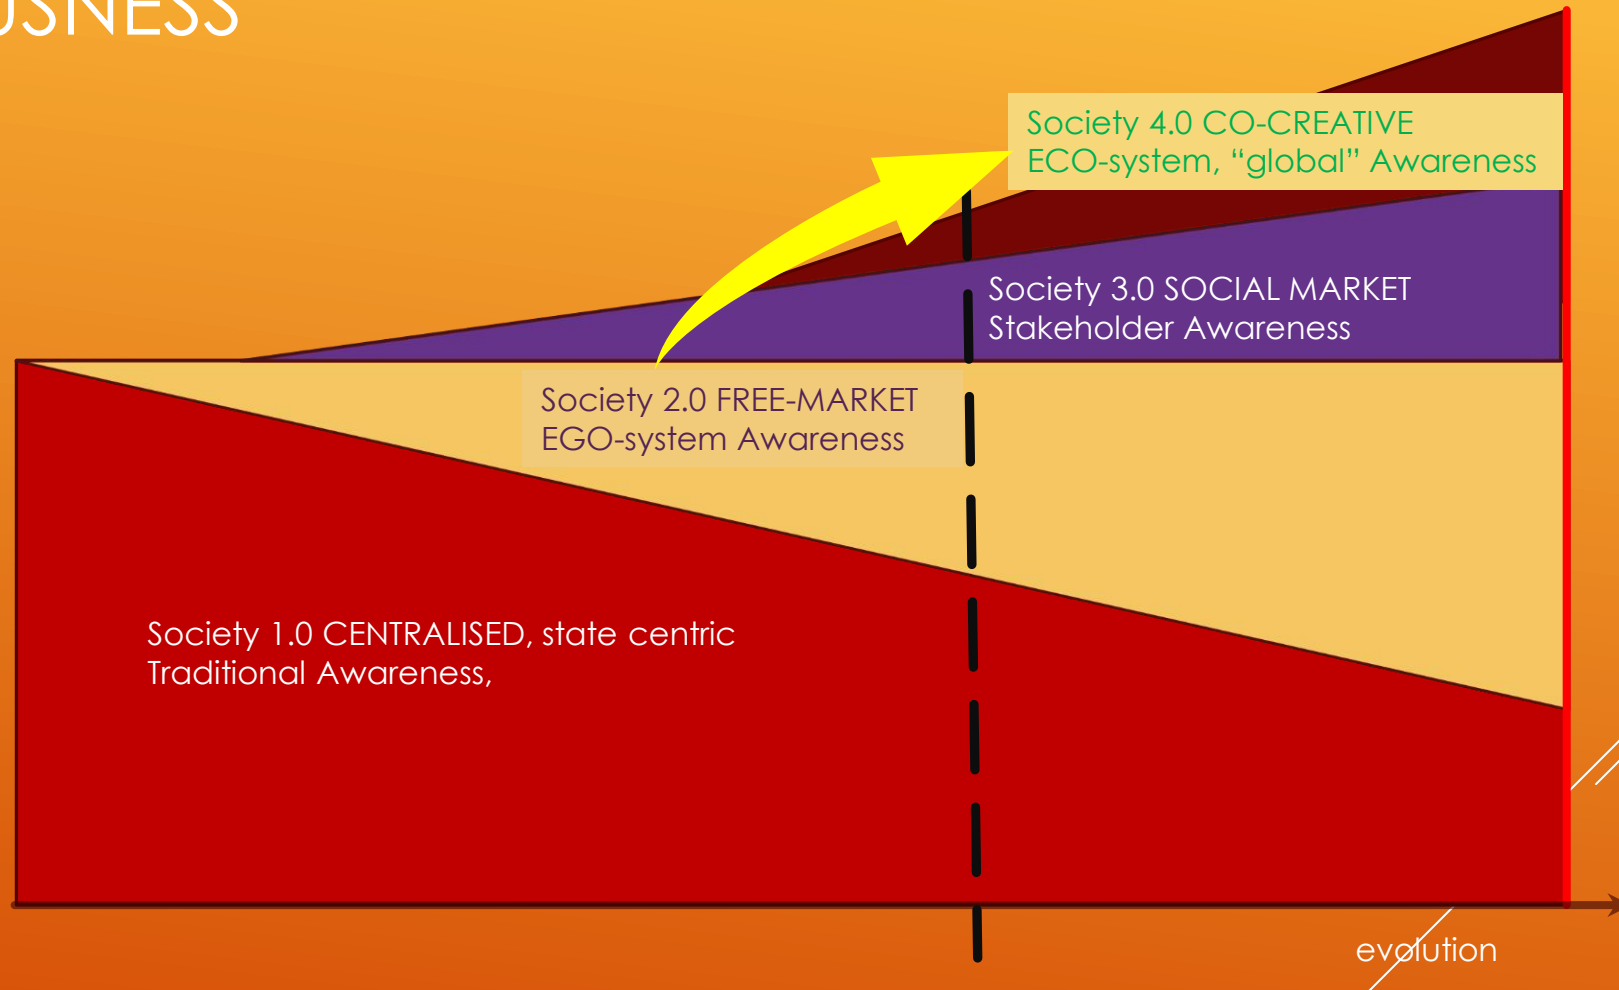 USNESS
Society 4.0 CO-CREATIVE
ECO-system, “global” Awareness
Society 3.0 SOCIAL MARKET
Stakeholder Awareness
Society 2.0 FREE-MARKET
EGO-system Awareness
Society 1.0 CENTRALISED, state centric
Traditional Awareness,
evolution